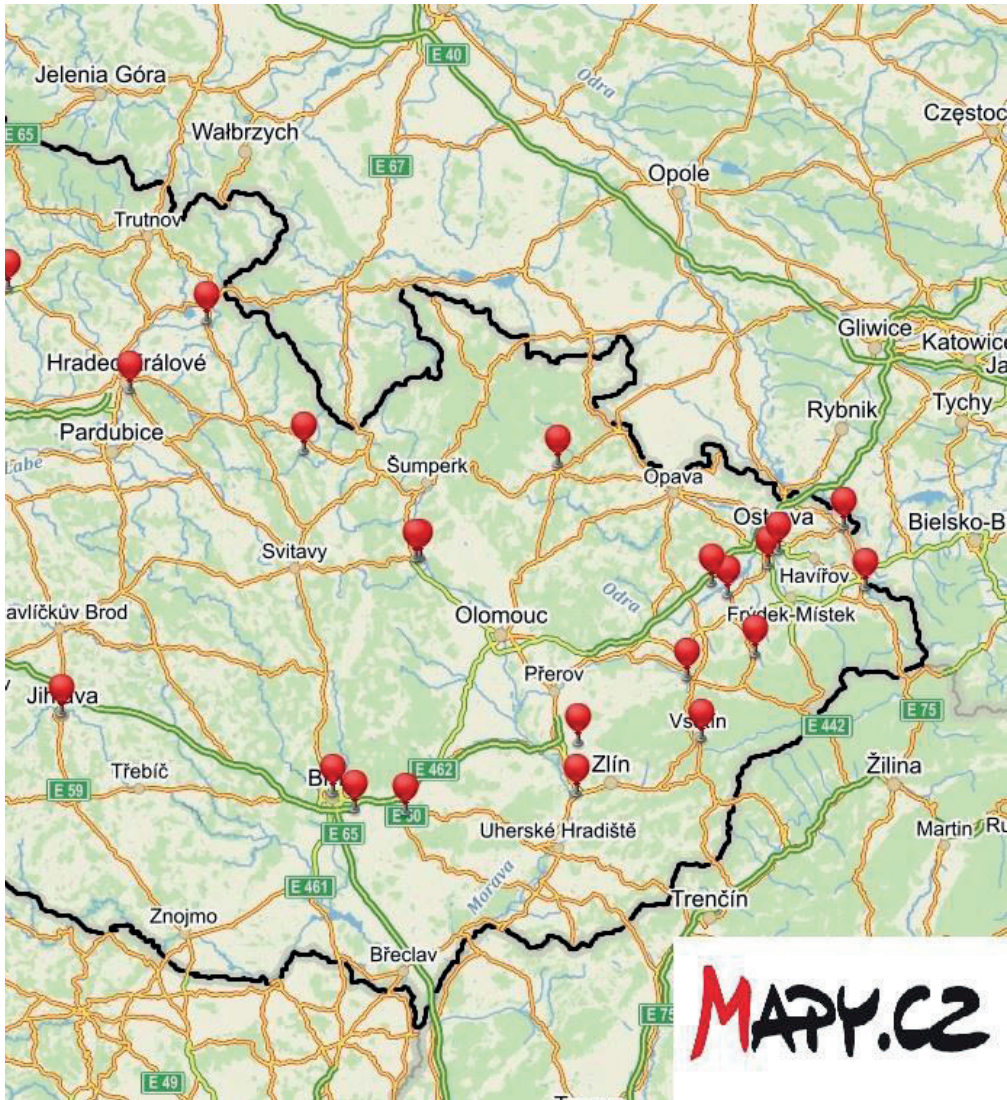 E 40
Jelenia Góra
Odra
Częstoc
E 65
Wałbrzych
E 67
Opole
Trutnov
Gliwice
Katowice
Ja
Hradec Králové
Rybnik
Tychy
Pardubice
Labe
Šumperk
Opava
Ostrava
Bielsko-B
Svitavy
Havířov
Odra
avlíčkův Brod
Olomouc
Frýdek-Místek
Přerov
Jihlava
Vsetín
E 442
E 75
E 462
Třebíč
Zlín
Žilina
E 59
Br
E 50
E 65
Uherské Hradiště
Martin
Ru
E 461
Morava
Trenčín
Znojmo
Břeclav
E 75
MAPY.CZ
E 49